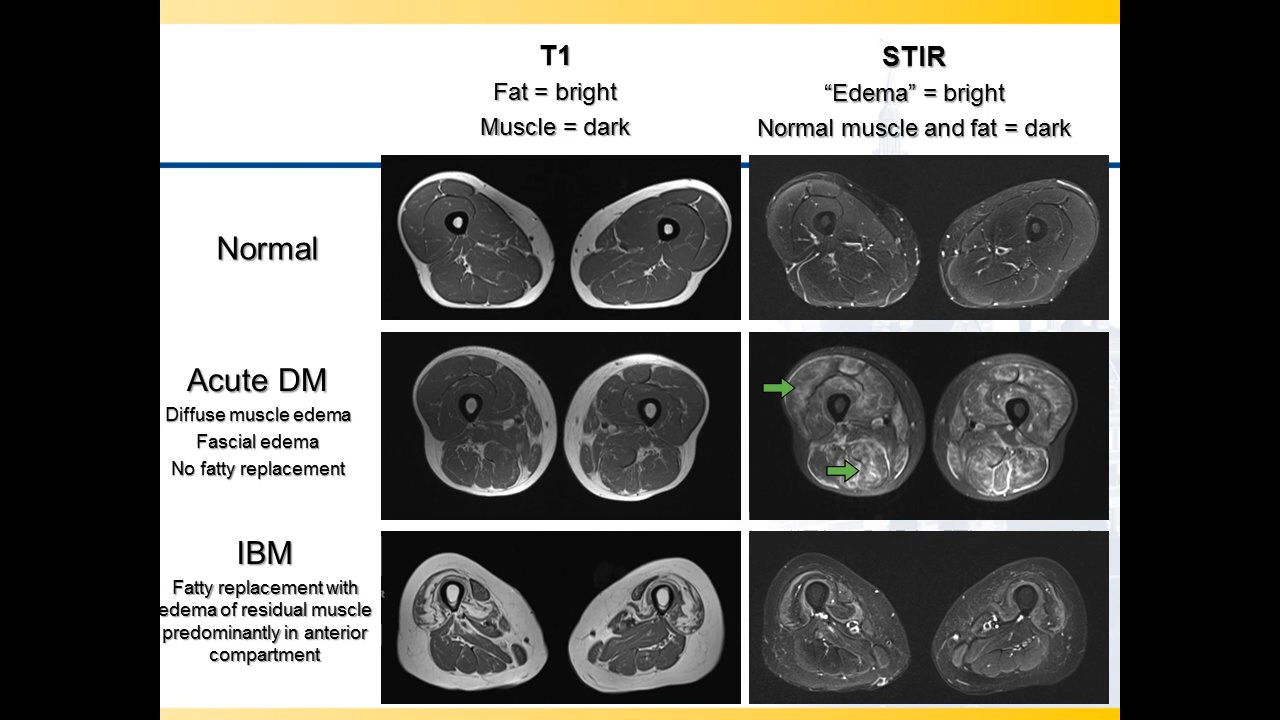 T1
Fat = bright
Muscle = dark
STIR
“Edema” = bright
Normal muscle and fat = dark
Normal
Acute DM
Diffuse muscle edema
Fascial edema
No fatty replacement
IBM
Fatty replacement with
edema of residual muscle
predominantly in anterior
compartment
R